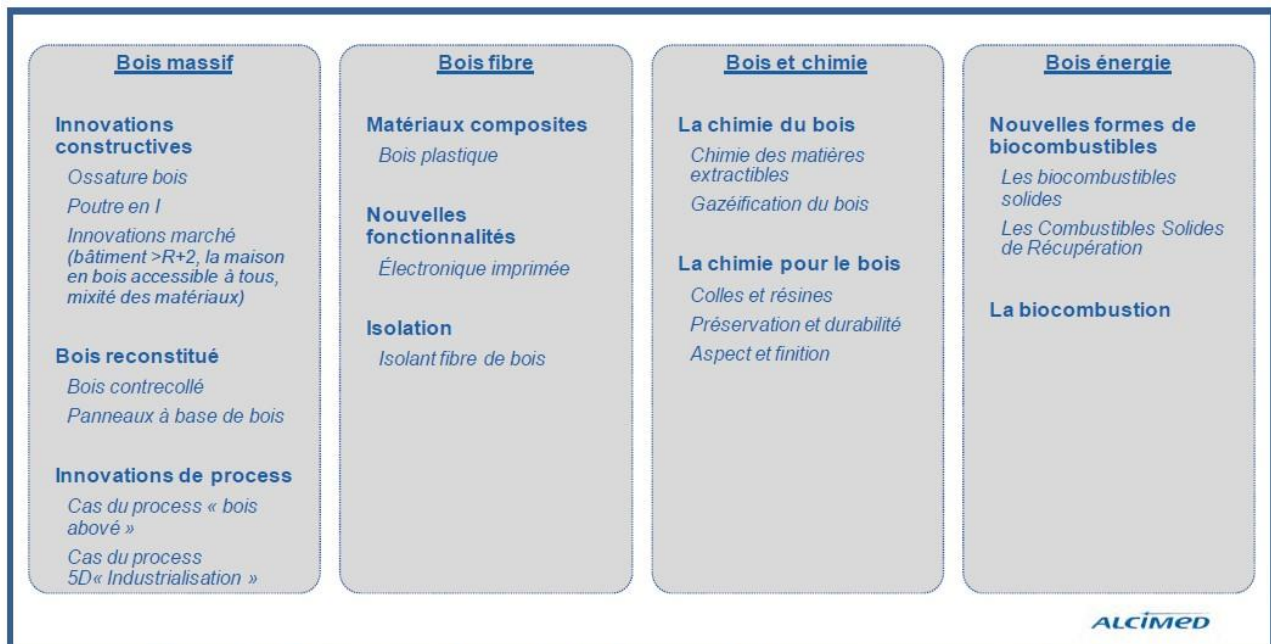 Bois massif
Innovations
constructives
Ossature bois
Poutre en I
Innovations marché
(bâtiment >R+2, la maison
en bois accessible à tous,
mixité des matériaux)
Bois reconstitué
Bois contrecollé
Panneaux à base de bois
Innovations de process
Cas du process « bois
abové »
Cas du process
5D« Industrialisation »
Bois fibre
Matériaux composites
Bois plastique
Nouvelles
fonctionnalités
Électronique imprimée
Isolation
Isolant fibre de bois
Bois et chimie
La chimie du bois
Chimie des matières
extractibles
Gazéification du bois
La chimie pour le bois
Colles et résines
Préservation et durabilité
Aspect et finition
Bois énergie
Nouvelles formes de
biocombustibles
Les biocombustibles
solides
Les Combustibles Solides
de Récupération
La biocombustion
ALCIMED